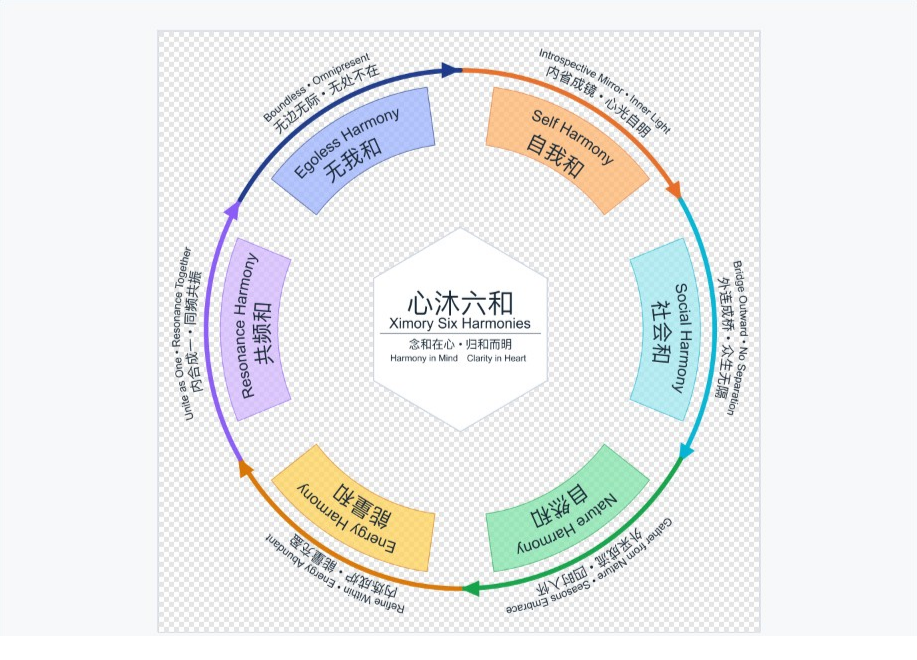 心沐六和
Ximory Six Harmonies
念和在心 • 归和而明
Harmony in Mind Clarity in Heart
Introspective Mirror • Inner Light
内省成镜 • 心光自明
Self Harmony
自我和
Bridge Outward • No Separation
外连成桥 • 众生无隔
Social Harmony
社会和
Gather from Nature • Seasons Embrace
外采成流 • 四时入怀
Nature Harmony
自然和
Refine Within • Energy Abundant
内炼成炉 • 能量充盈
Energy Harmony
能量和
Unite as One • Resonance Together
内合成一 • 同频共振
Resonance Harmony
共频和
Boundless • Omnipresent
无边无际 • 无处不在
Egoless Harmony
无我和